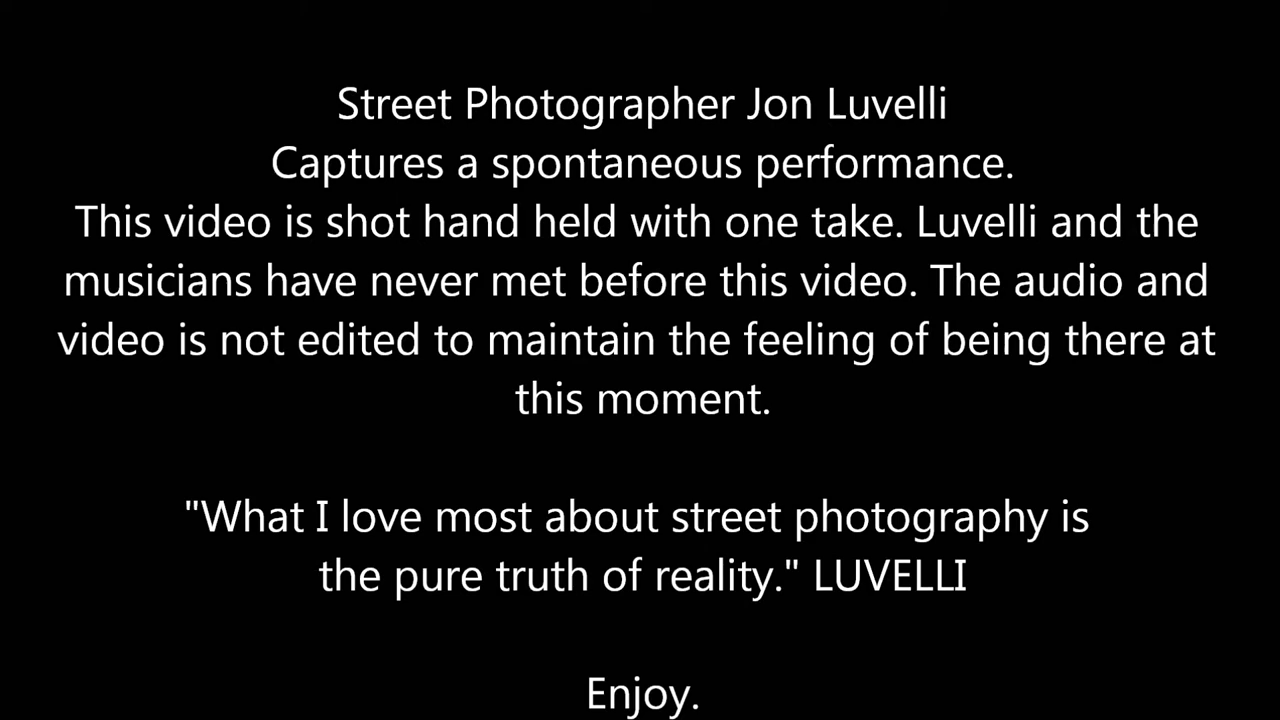 Street Photographer Jon Luvelli
Captures a spontaneous performance.
This video is shot hand held with one take. Luvelli and the
musicians have never met before this video. The audio and
video is not edited to maintain the feeling of being there at
this moment.
"What I love most about street photography is
the pure truth of reality." LUVELLI
Enjoy.